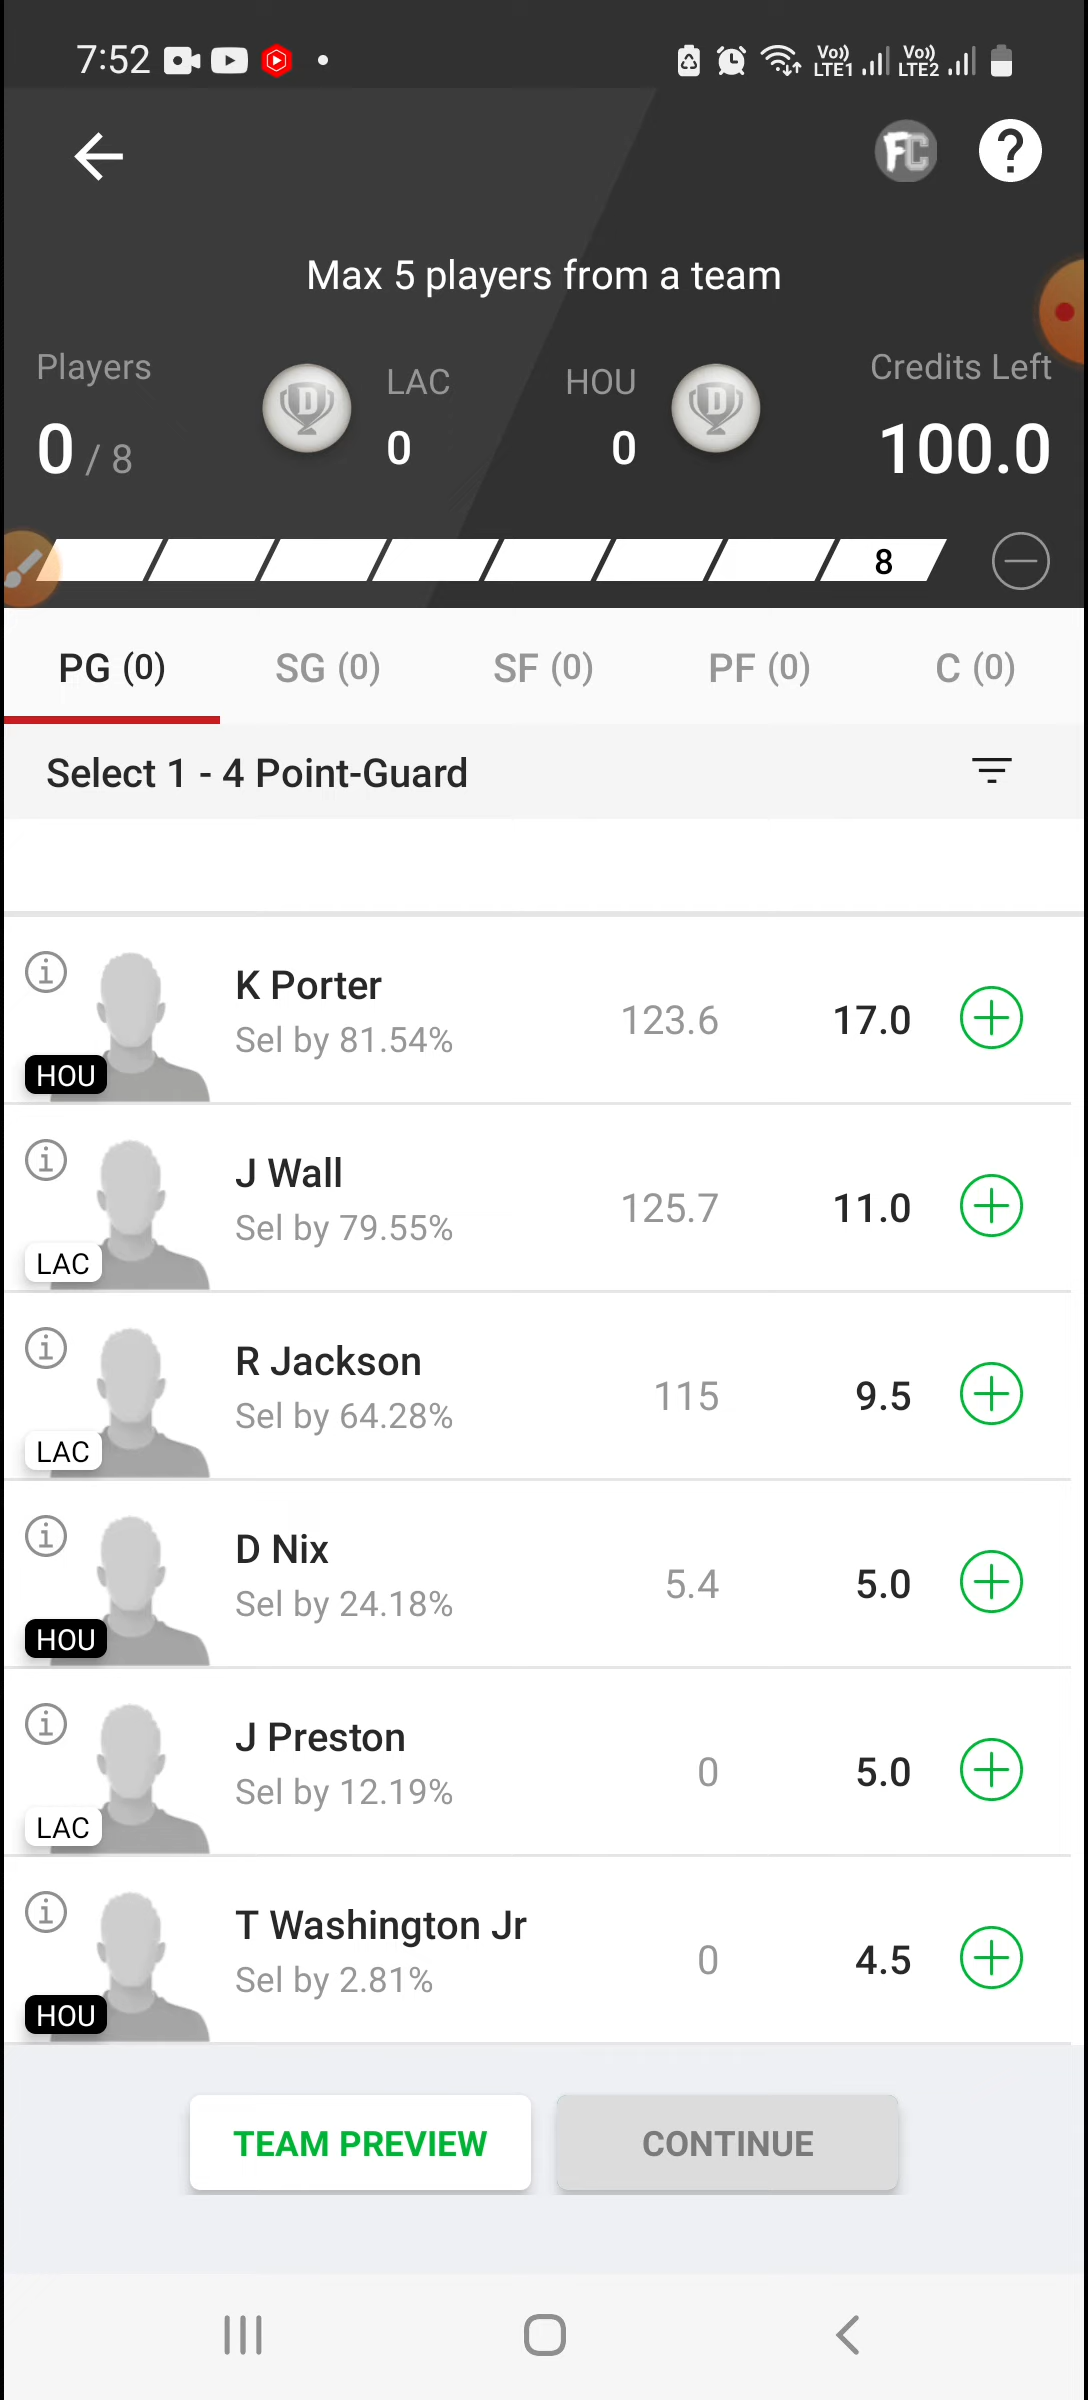 7:52
Vo)) LTE1 Vo)) LTE2
FC ?
Max 5 players from a team
Players LAC HOU Credits Left
0 / 8 D 0 0 D 100.0
8
PG (0) SG (0) SF (0) PF (0) C (0)
Select 1 - 4 Point-Guard
K Porter
Sel by 81.54% 123.6 17.0
HOU
J Wall
Sel by 79.55% 125.7 11.0
LAC
R Jackson
Sel by 64.28% 115 9.5
LAC
D Nix
Sel by 24.18% 5.4 5.0
HOU
J Preston
Sel by 12.19% 0 5.0
LAC
T Washington Jr
Sel by 2.81% 0 4.5
HOU
TEAM PREVIEW CONTINUE